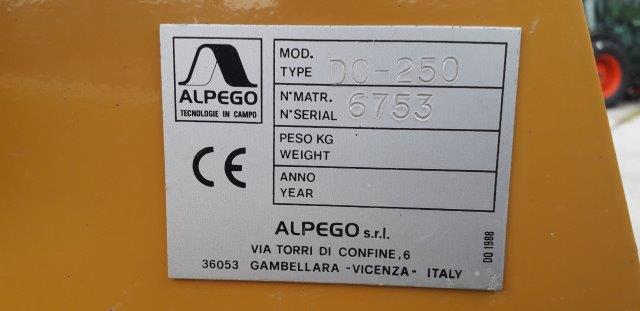 ALPEGO
TECNOLOGIE IN CAMPO
MOD.
TYPE DC-250
N° MATR.
N° SERIAL 6753
PESO KG
WEIGHT
ANNO
YEAR
CE
ALPEGO s.r.l.
VIA TORRI DI CONFINE, 6
36053 GAMBELLARA - VICENZA - ITALY
DO 1988